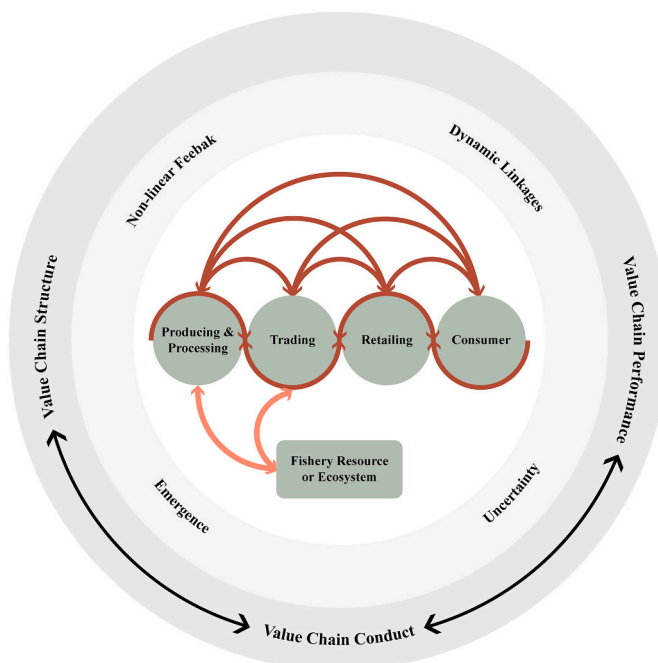 Non-linear Feebak
Dynamic Linkages
Value Chain Structure
Value Chain Performance
Producing &
Processing
Trading
Retailing
Consumer
Fishery Resource
or Ecosystem
Emergence
Uncertainty
Value Chain Conduct